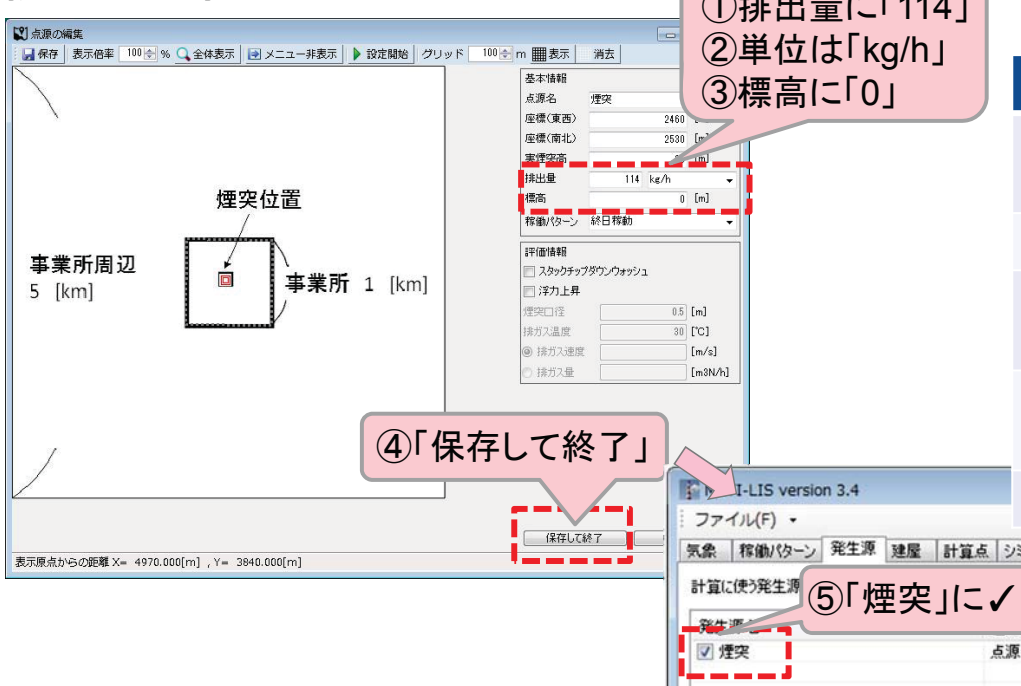 ①排出量に「114」
②単位は「kg/h」
③標高に「0」
点源の編集
保存 表示倍率 100 % 全体表示 メニュー非表示 設定開始 グリッド 100 m 表示 消去
基本情報
点源名 煙突
座標(東西) 2460
座標(南北) 2530 [m]
実煙突高 [m]
排出量 114 kg/h
標高 0 [m]
稼働パターン 終日稼動
評価情報
スタックチップダウンウォッシュ
浮力上昇
煙突口径 0.5 [m]
排ガス温度 30 [℃]
排ガス速度 [m/s]
排ガス量 [m3N/h]
煙突位置
事業所周辺
5 [km]
事業所 1 [km]
④「保存して終了」
保存して終了
表示原点からの距離 X= 4970.000[m] ,Y= 3840.000[m]
I-LIS version 3.4
ファイル(F)
気象 稼働パターン 発生源 建屋 計算点
計算に使う発生源
⑤「煙突」に✓
煙突 点源